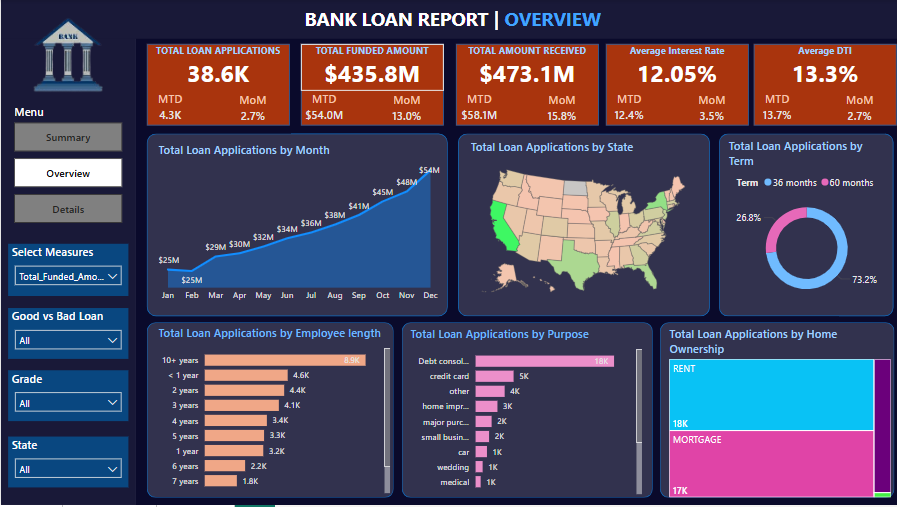 BANK
BANK LOAN REPORT | OVERVIEW
Menu
Summary
Overview
Details
Select Measures
Total_Funded_Amo...
Good vs Bad Loan
All
Grade
All
State
All
TOTAL LOAN APPLICATIONS
38.6K
MTD MoM
4.3K 2.7%
TOTAL FUNDED AMOUNT
$435.8M
MTD MoM
$54.0M 13.0%
TOTAL AMOUNT RECEIVED
$473.1M
MTD MoM
$58.1M 15.8%
Average Interest Rate
12.05%
MTD MoM
12.4% 3.5%
Average DTI
13.3%
MTD MoM
13.7% 2.7%
Total Loan Applications by Month
$25M $25M $29M $30M $32M $34M $36M $38M $41M $45M $48M $54M
Jan Feb Mar Apr May Jun Jul Aug Sep Oct Nov Dec
Total Loan Applications by State
Total Loan Applications by
Term
Term 36 months 60 months
26.8%
73.2%
Total Loan Applications by Employee length
10+ years 8.9K
< 1 year 4.6K
2 years 4.4K
3 years 4.1K
4 years 3.4K
5 years 3.3K
1 year 3.2K
6 years 2.2K
7 years 1.8K
Total Loan Applications by Purpose
Debt consol... 18K
credit card 5K
other 4K
home impr... 3K
major purc... 2K
small busin... 2K
car 1K
wedding 1K
medical 1K
Total Loan Applications by Home
Ownership
RENT
18K
MORTGAGE
17K